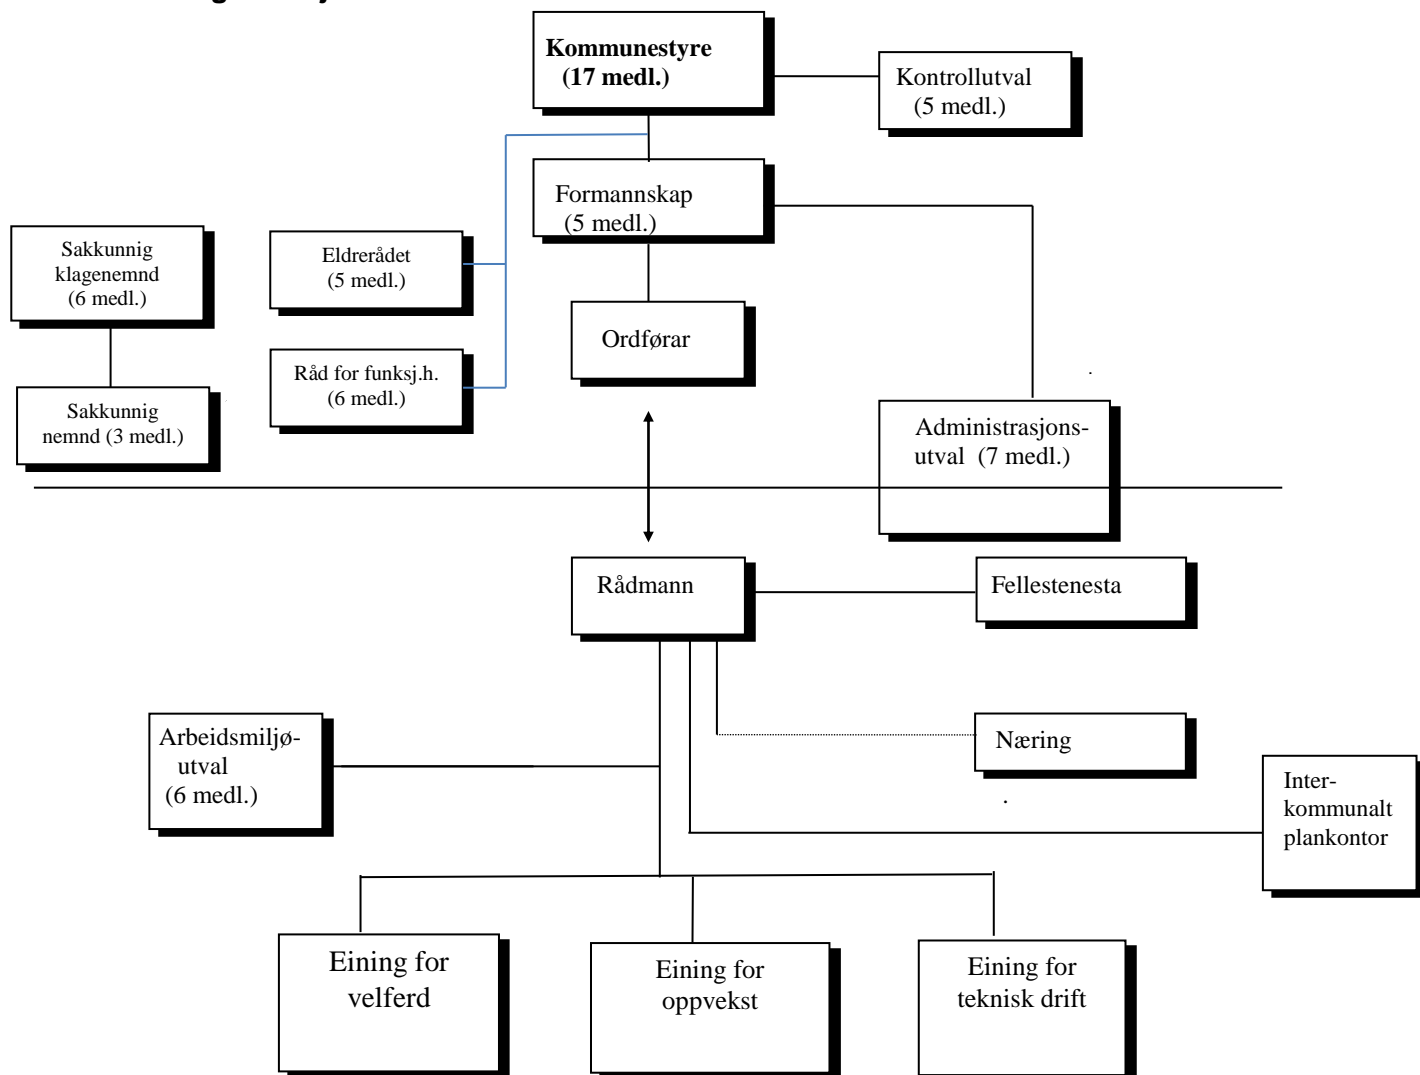 Kommunestyre
(17 medl.)
Kontrollutval
(5 medl.)
Formannskap
(5 medl.)
Sakkunnig
klagenemnd
(6 medl.)
Eldrerådet
(5 medl.)
Ordførar
Råd for funksj.h.
(6 medl.)
Sakkunnig
nemnd (3 medl.)
Administrasjons-
utval (7 medl.)
Rådmann
Fellestenesta
Arbeidsmiljø-
utval
(6 medl.)
Næring
Inter-
kommunalt
plankontor
Eining for
velferd
Eining for
oppvekst
Eining for
teknisk drift